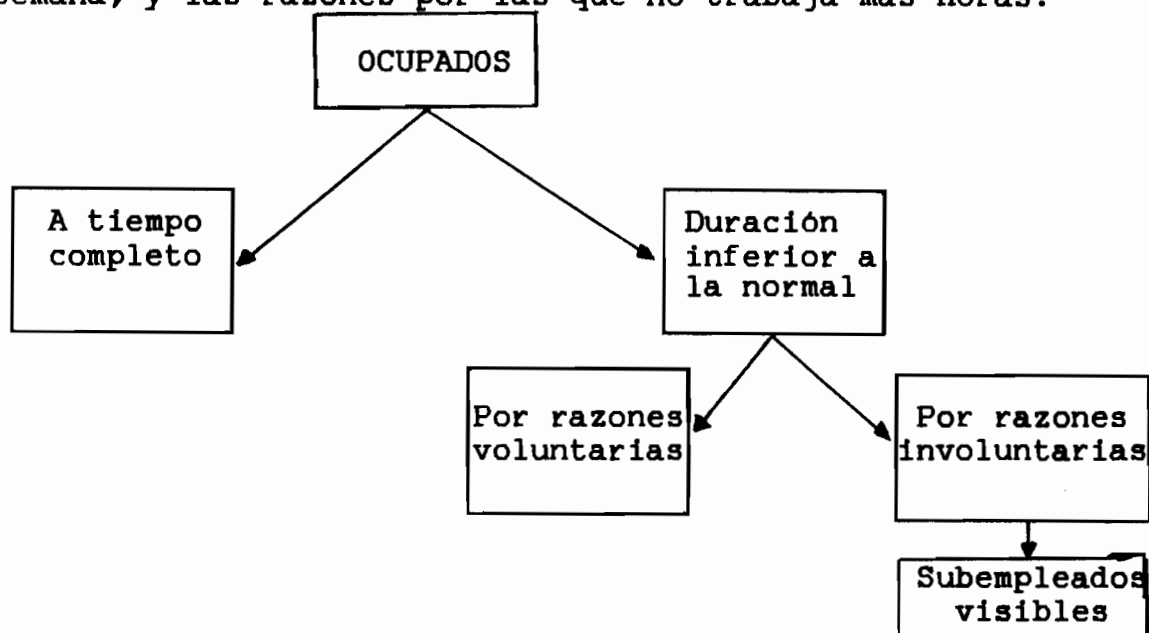 semana, y las razones por las que no trabaja más horas.
OCUPADOS
A tiempo
completo
Duración
inferior a
la normal
Por razones
voluntarias
Por razones
involuntarias
Subempleados
visibles